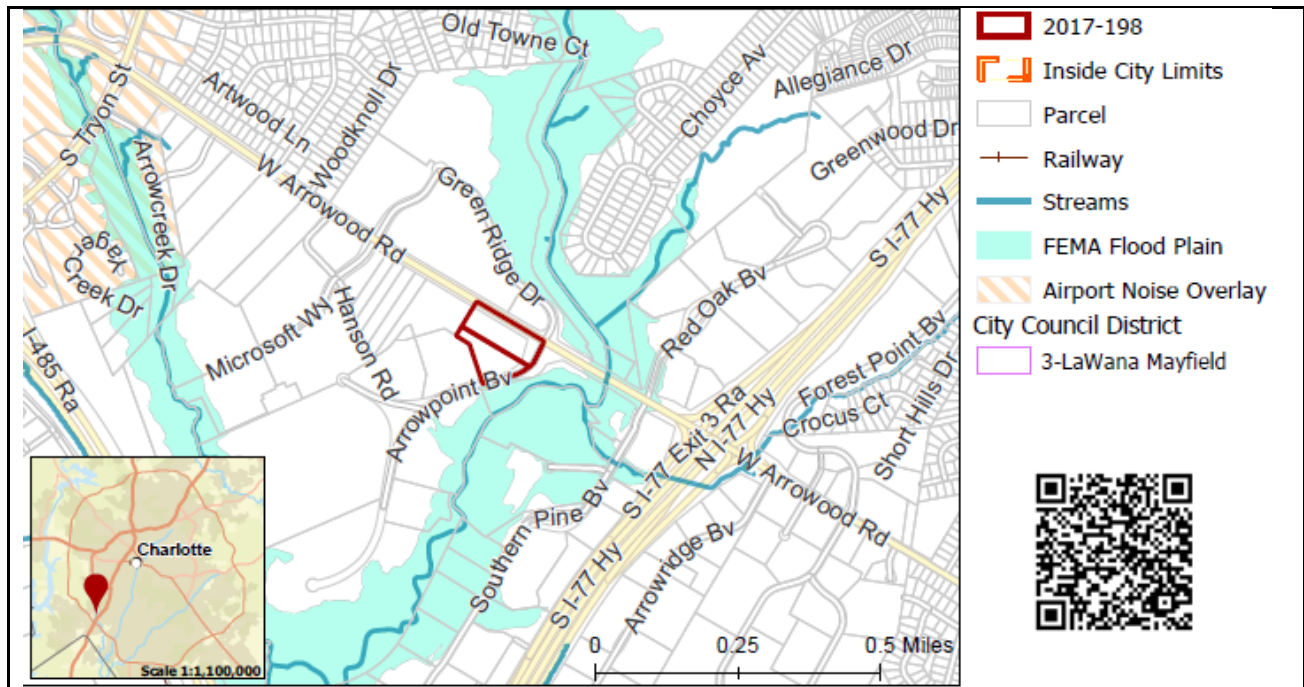 Old Towne Ct
Choyce Av
Allegiance Dr
Greenwood Dr
S Tryon St
Artwood Ln
Woodknoll Dr
W Arrowood Rd
Green Ridge Dr
Arrowcreek Dr
Yager
Creek Dr
S I-77 Hy
Red Oak Bv
Microsoft Wy
Hanson Rd
Forest Point Bv
I-485 Ra
Arrowpoint Bv
Crocus Ct
Short Hills Dr
S I-77 Exit 3 Ra
N I-77 Hy
W Arrowood Rd
Southern Pine Bv
S I-77 Hy
Arrowridge Bv
Charlotte
Scale 1:1,100,000
0 0.25 0.5 Miles
2017-198
Inside City Limits
Parcel
Railway
Streams
FEMA Flood Plain
Airport Noise Overlay
City Council District
3-LaWana Mayfield